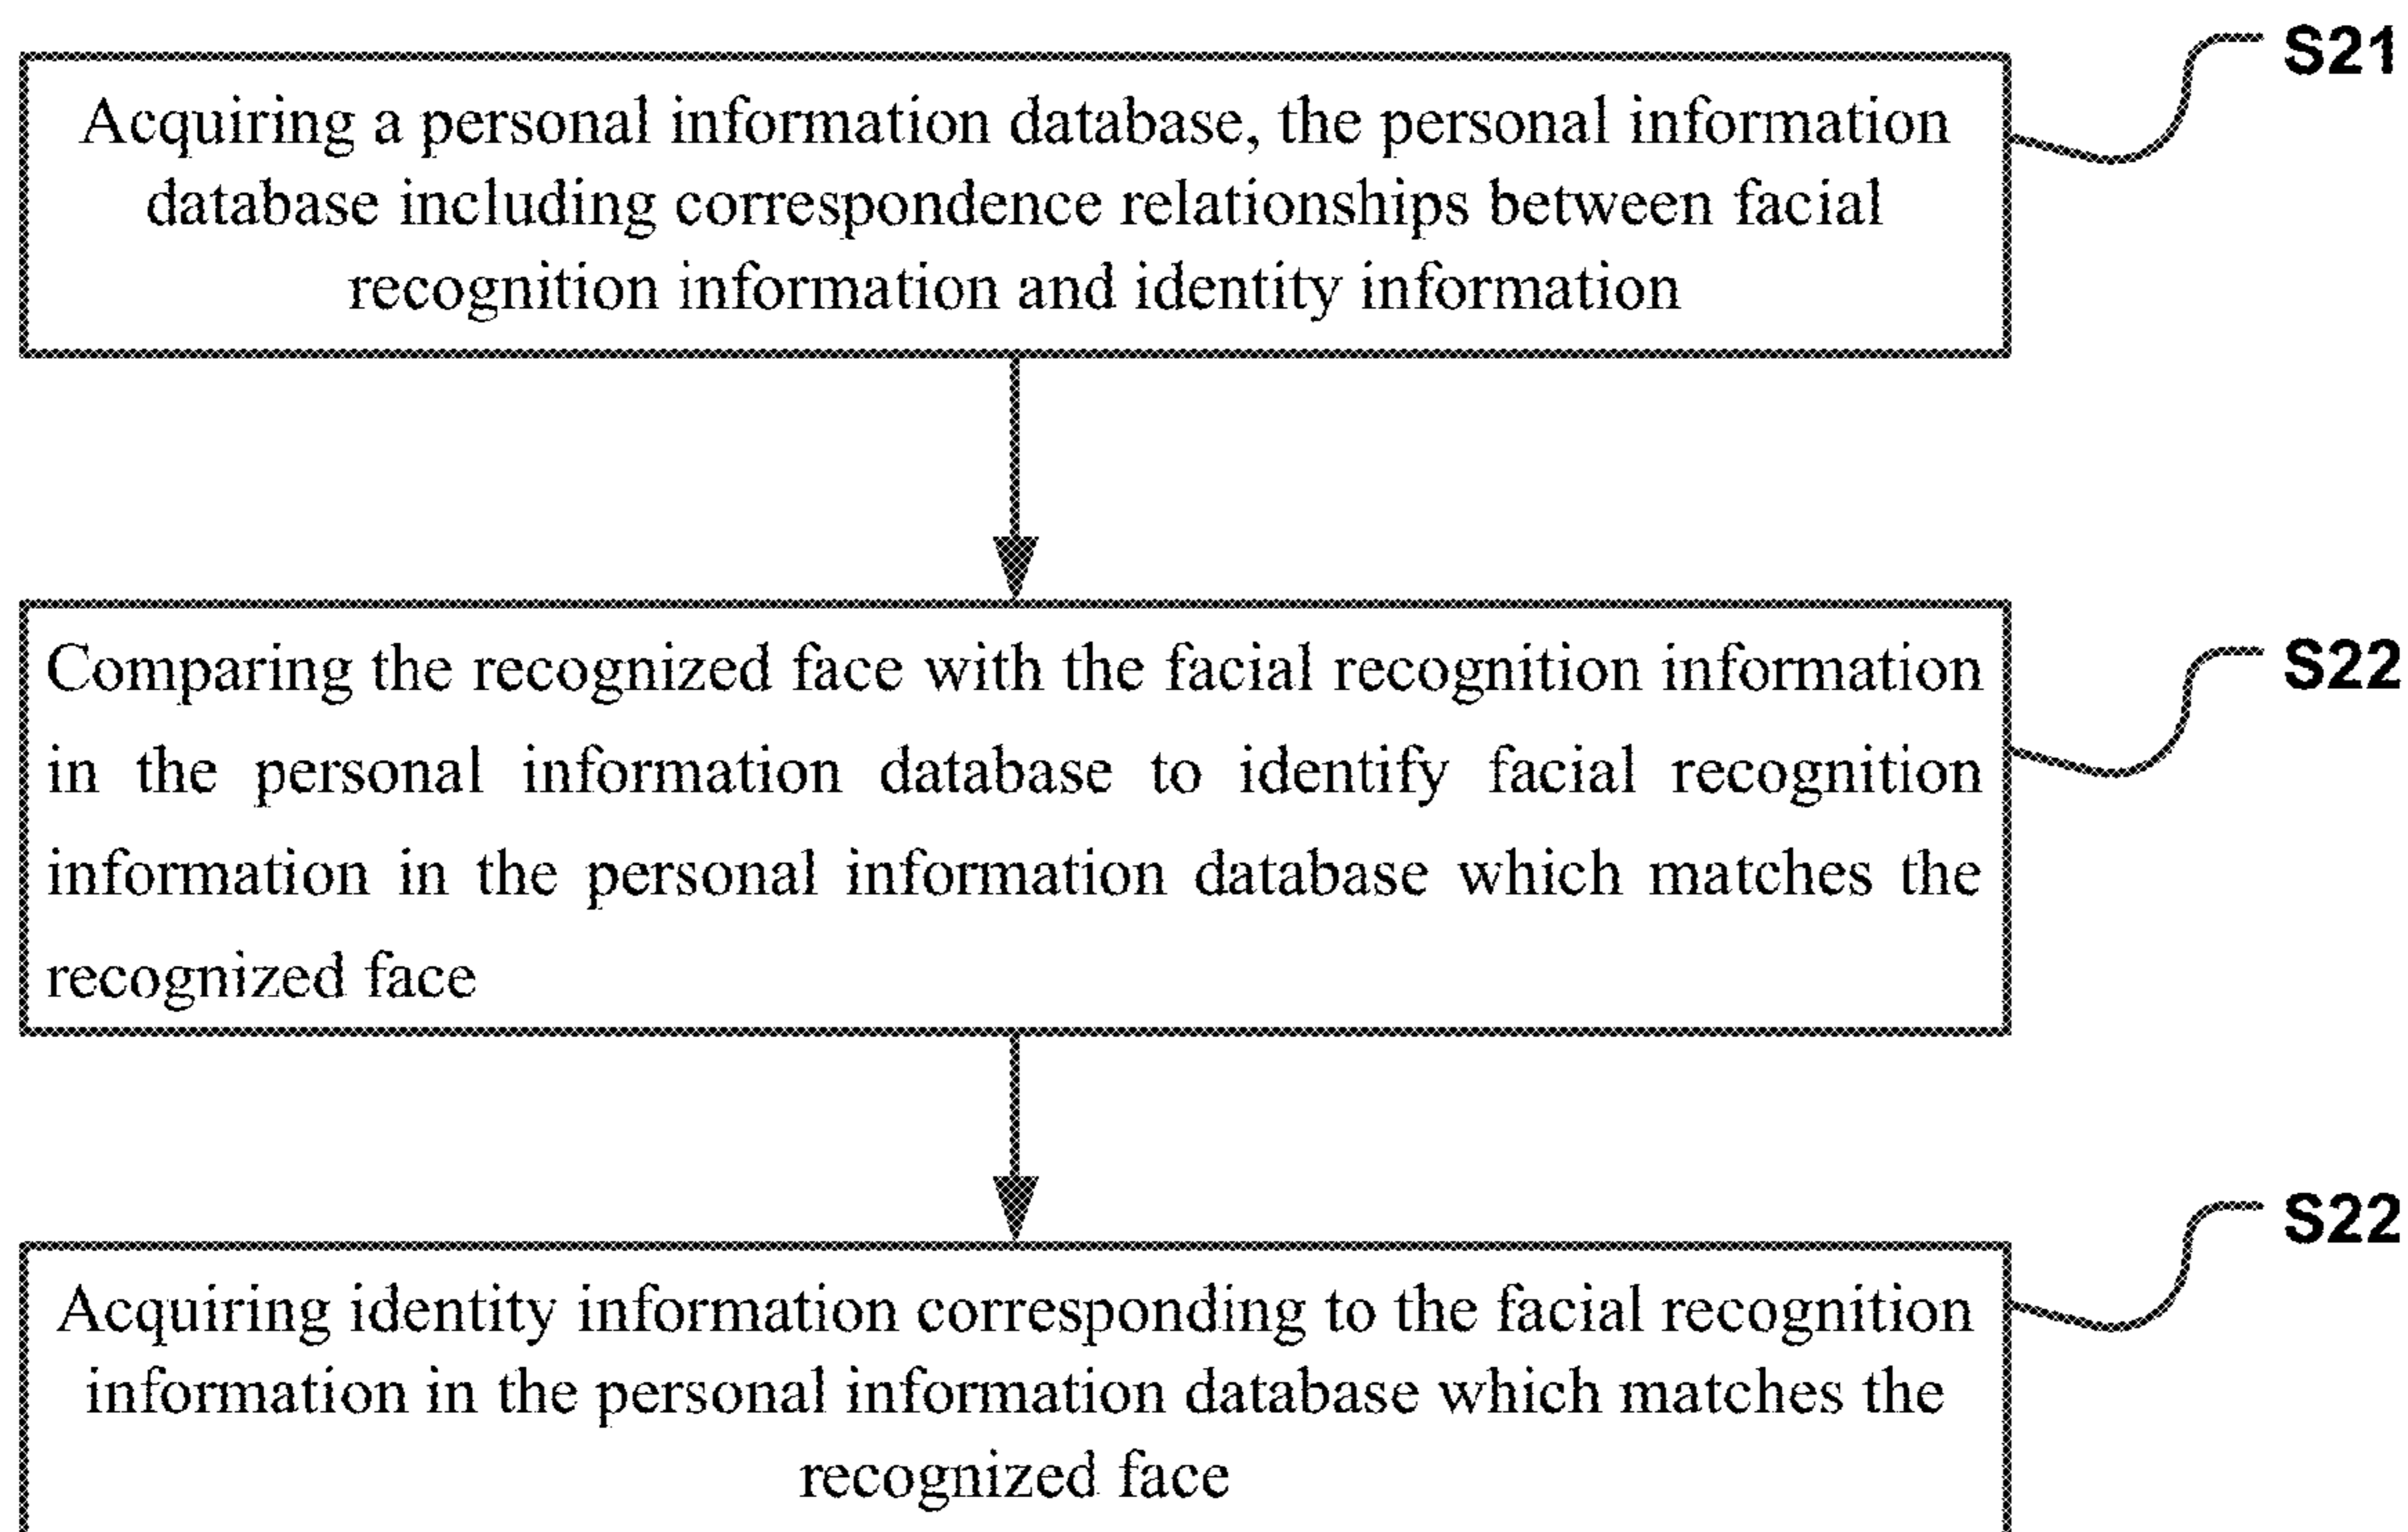 S21
Acquiring a personal information database, the personal information
database including correspondence relationships between facial
recognition information and identity information
S22
Comparing the recognized face with the facial recognition information
in the personal information database to identify facial recognition
information in the personal information database which matches the
recognized face
S22
Acquiring identity information corresponding to the facial recognition
information in the personal information database which matches the
recognized face